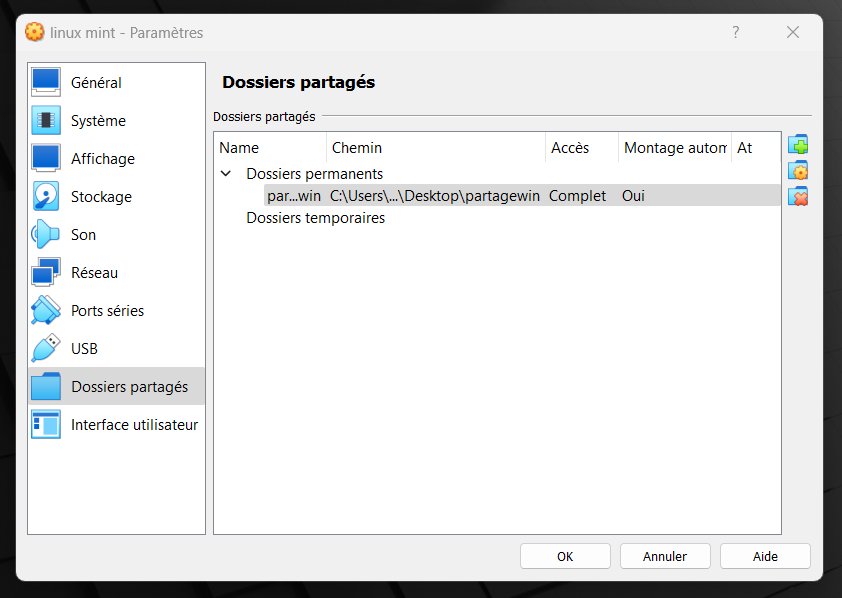 linux mint - Paramètres ?
Général
Système
Affichage
Stockage
Son
Réseau
Ports séries
USB
Dossiers partagés
Interface utilisateur
Dossiers partagés
Dossiers partagés
Name Chemin Accès Montage autom At
Dossiers permanents
par...win C:\Users\...\Desktop\partagewin Complet Oui
Dossiers temporaires
OK Annuler Aide